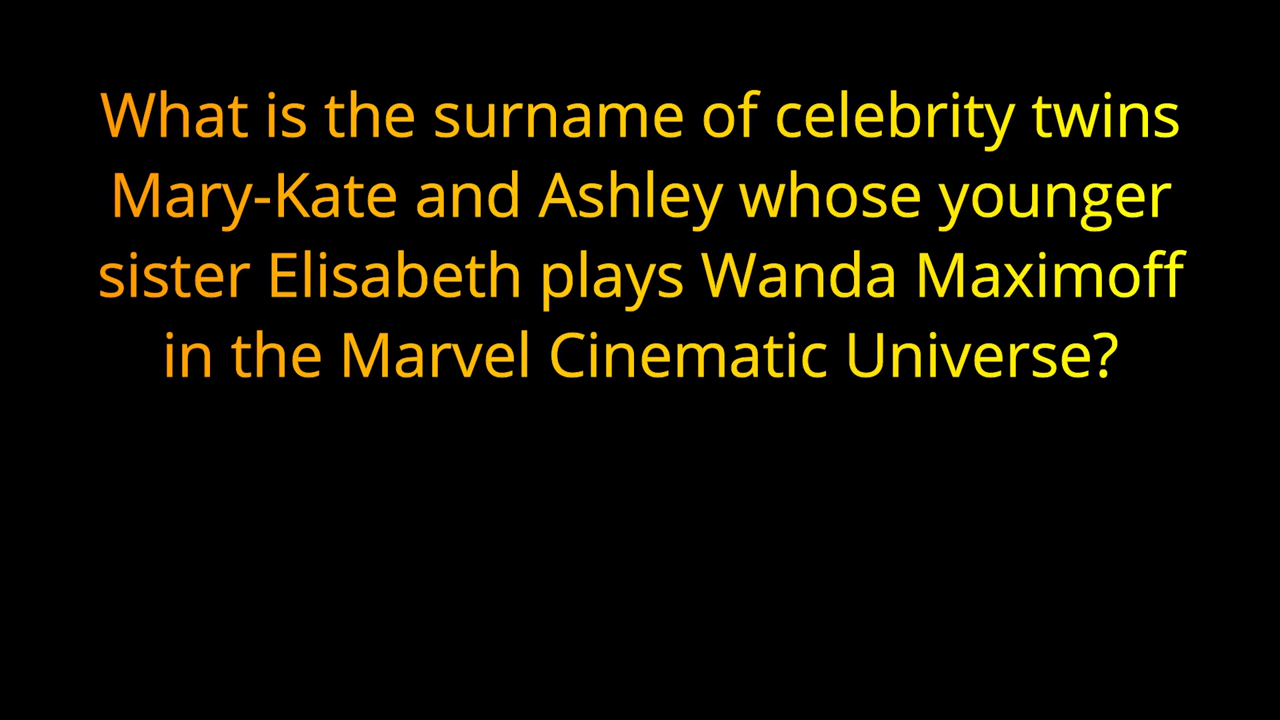 What is the surname of celebrity twins
Mary-Kate and Ashley whose younger
sister Elisabeth plays Wanda Maximoff
in the Marvel Cinematic Universe?